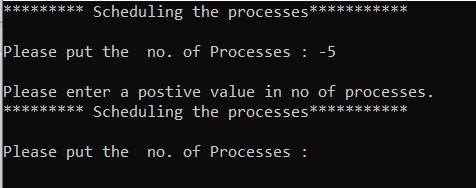 ********* Scheduling the processes***********
Please put the  no. of Processes : -5
Please enter a postive value in no of processes.
********* Scheduling the processes***********
Please put the  no. of Processes :